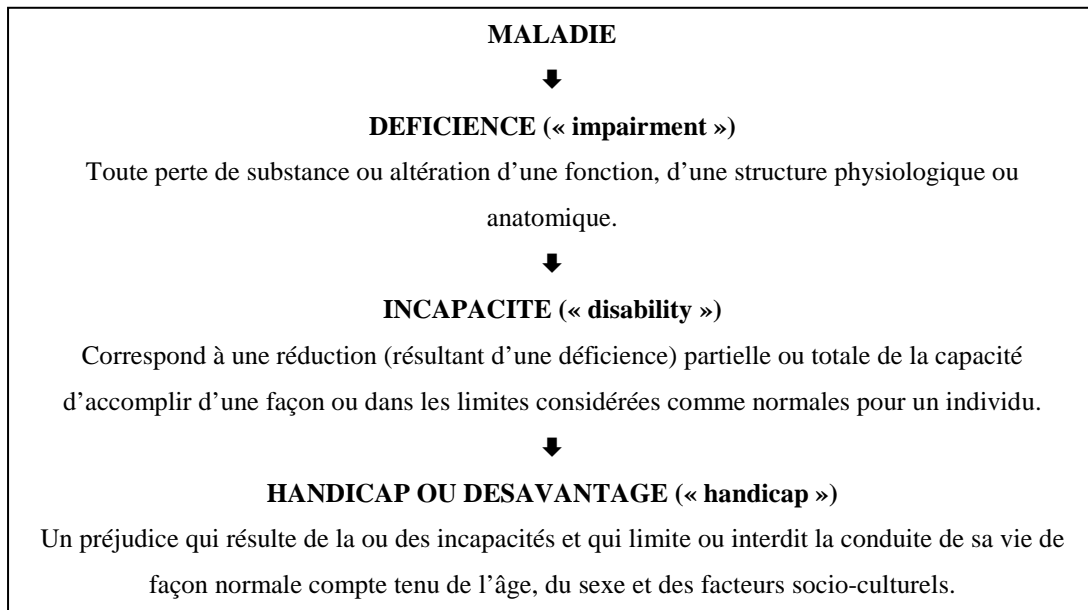 MALADIE
🡇
DEFICIENCE (« impairment »)
Toute perte de substance ou altération d’une fonction, d’une structure physiologique ou
anatomique.
🡇
INCAPACITE (« disability »)
Correspond à une réduction (résultant d’une déficience) partielle ou totale de la capacité
d’accomplir d’une façon ou dans les limites considérées comme normales pour un individu.
🡇
HANDICAP OU DESAVANTAGE (« handicap »)
Un préjudice qui résulte de la ou des incapacités et qui limite ou interdit la conduite de sa vie de
façon normale compte tenu de l’âge, du sexe et des facteurs socio-culturels.